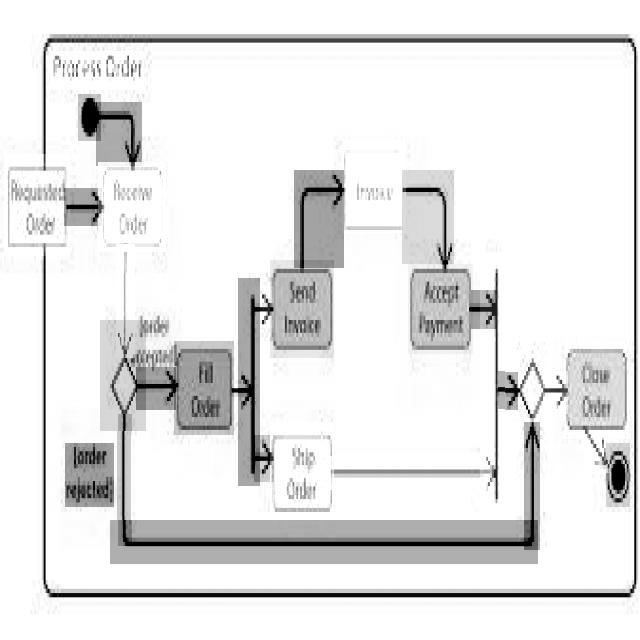 Process Order
Requested
Order
Receive
Order
Invoice
Send
Invoice
Accept
Payment
[order
Fill
Order
Close
Order
[order
rejected]
Ship
Order